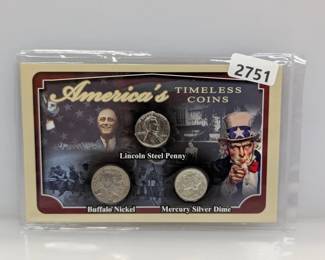 2751
America's TIMELESS
COINS
Lincoln Steel Penny
Buffalo Nickel
Mercury Silver Dime